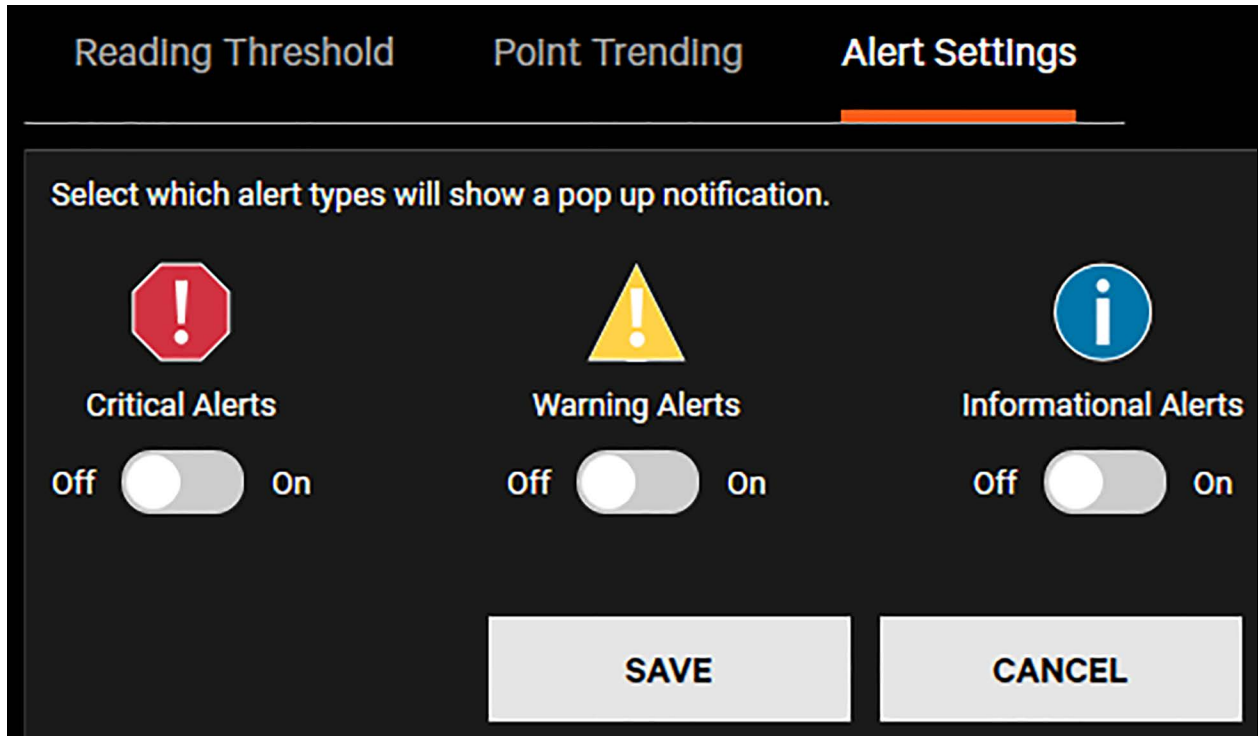 Reading Threshold Point Trending Alert Settings
Select which alert types will show a pop up notification.
Critical Alerts Warning Alerts Informational Alerts
Off On Off On Off On
SAVE CANCEL